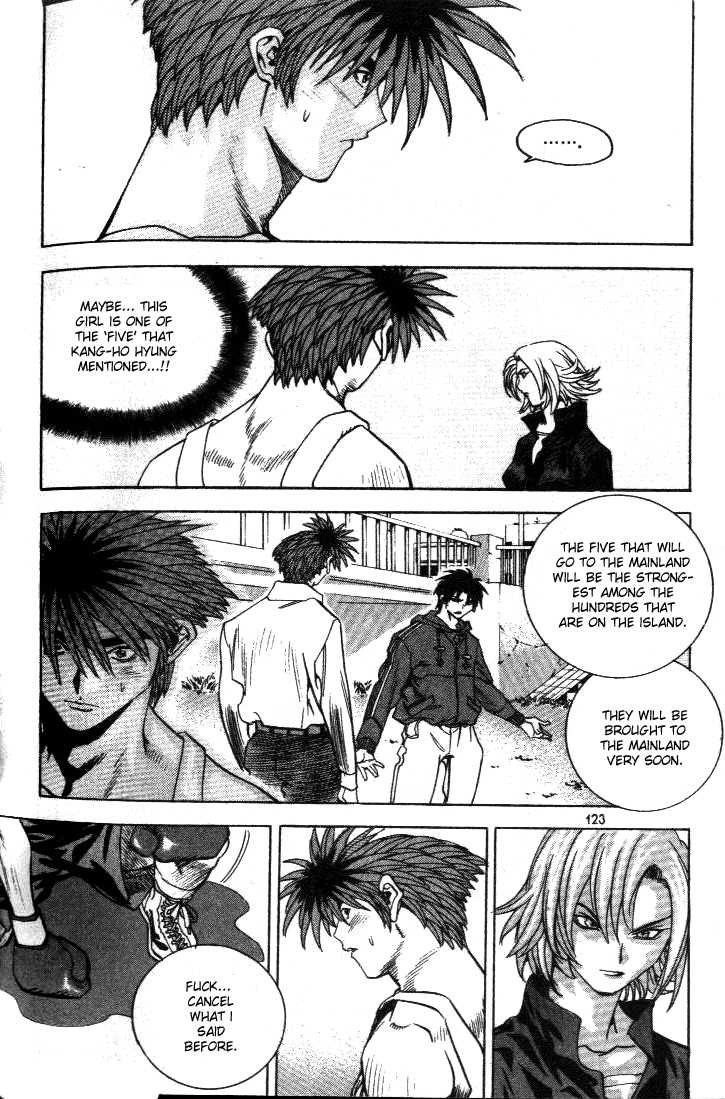 .......
MAYBE... THIS
GIRL IS ONE OF
THE 'FIVE' THAT
KANG-HO HYUNG
MENTIONED...!!
THE FIVE THAT WILL
GO TO THE MAINLAND
WILL BE THE STRONG-
EST AMONG THE
HUNDREDS THAT
ARE ON THE ISLAND.
THEY WILL BE
BROUGHT TO
THE MAINLAND
VERY SOON.
123
FUCK...
CANCEL
WHAT I
SAID
BEFORE.